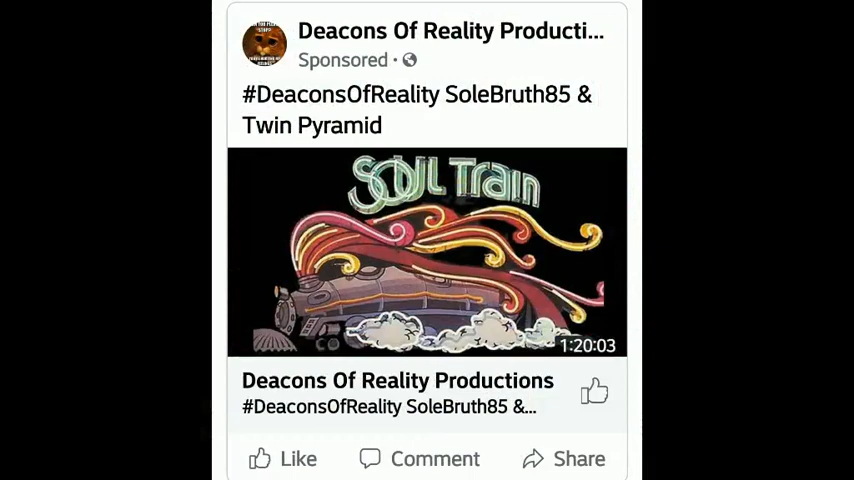 Deacons Of Reality Producti...
Sponsored ·
#DeaconsOfReality SoleBruth85 &
Twin Pyramid
SOUL Train
1:20:03
Deacons Of Reality Productions
#DeaconsOfReality SoleBruth85 &...
Like Comment Share